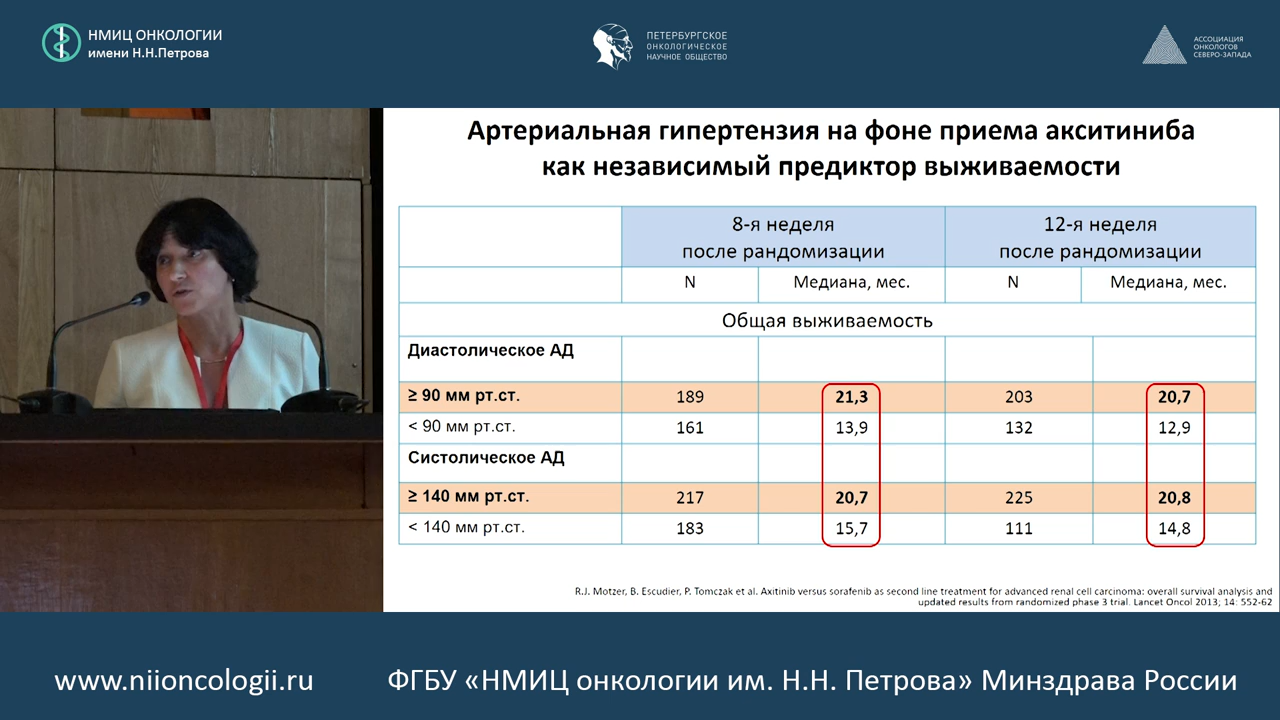 НМИЦ ОНКОЛОГИИ
имени Н.Н.Петрова
ПЕТЕРБУРГСКОЕ
ОНКОЛОГИЧЕСКОЕ
НАУЧНОЕ ОБЩЕСТВО
АССОЦИАЦИЯ
ОНКОЛОГОВ
СЕВЕРО-ЗАПАДА
Артериальная гипертензия на фоне приема акситиниба
как независимый предиктор выживаемости
8-я неделя
после рандомизации
12-я неделя
после рандомизации
N Медиана, мес. N Медиана, мес.
Общая выживаемость
Диастолическое АД
≥ 90 мм рт.ст. 189 21,3 203 20,7
< 90 мм рт.ст. 161 13,9 132 12,9
Систолическое АД
≥ 140 мм рт.ст. 217 20,7 225 20,8
< 140 мм рт.ст. 183 15,7 111 14,8
R.J. Motzer, B. Escudier, P. Tomczak et al. Axitinib versus sorafenib as second line treatment for advanced renal cell carcinoma: overall survival analysis and
updated results from randomized phase 3 trial. Lancet Oncol 2013; 14: 552-62
www.niioncologii.ru ФГБУ «НМИЦ онкологии им. Н.Н. Петрова» Минздрава России